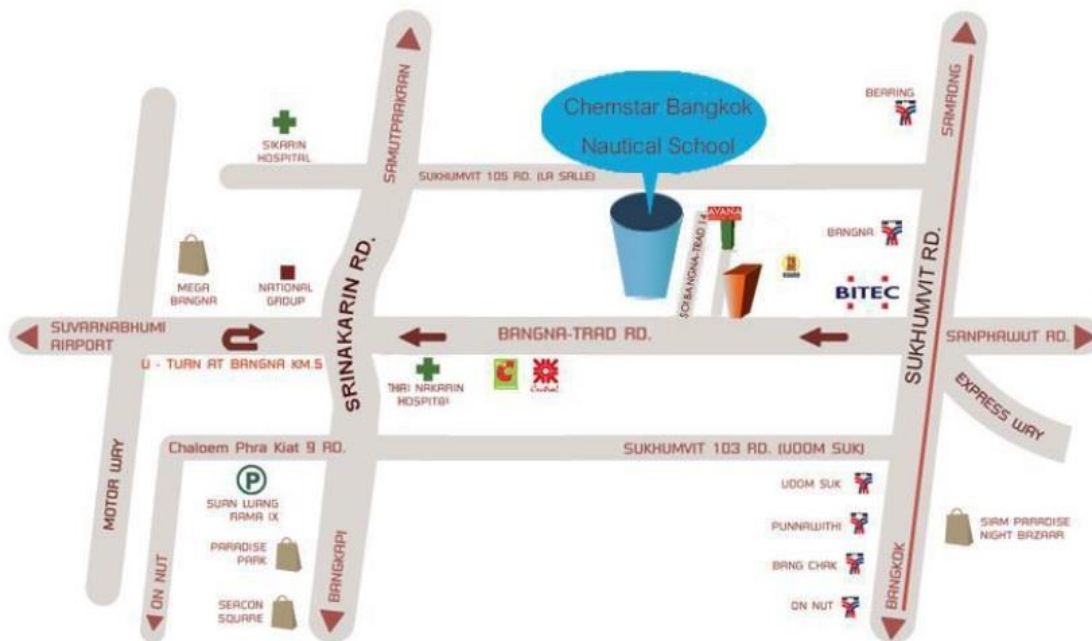 Chemstar Bangkok
Nautical School
BEARING
SAMRONG
SAMUTPRAKRAN
SIKARIN
HOSPITAL
SUKHUMVIT 105 RD. (LA SALLE)
AVANA
SOI BANGNA-TRAD 14
BANGNA
MEGA
BANGNA
NATIONAL
GROUP
SRINAKARIN RD.
BITEC
SUKHUMVIT RD.
SUVARNABHUMI
AIRPORT
BANGNA-TRAD RD.
SANPHAWUT RD.
U - TURN AT BANGNA KM.5
THAI NAKARIN
HOSPITAL
Central
EXPRESS WAY
Chaloem Phra Kiat 9 RD.
SUKHUMVIT 103 RD. (UDOM SUK)
MOTOR WAY
P
SUAN LUANG
RAMA IX
UDOM SUK
PUNNAWITHI
SIAM PARADISE
NIGHT BAZAAR
PARADISE
PARK
BANG CHAK
ON NUT
BANGKAPI
SEACON
SQUARE
ON NUT
BANGKOK